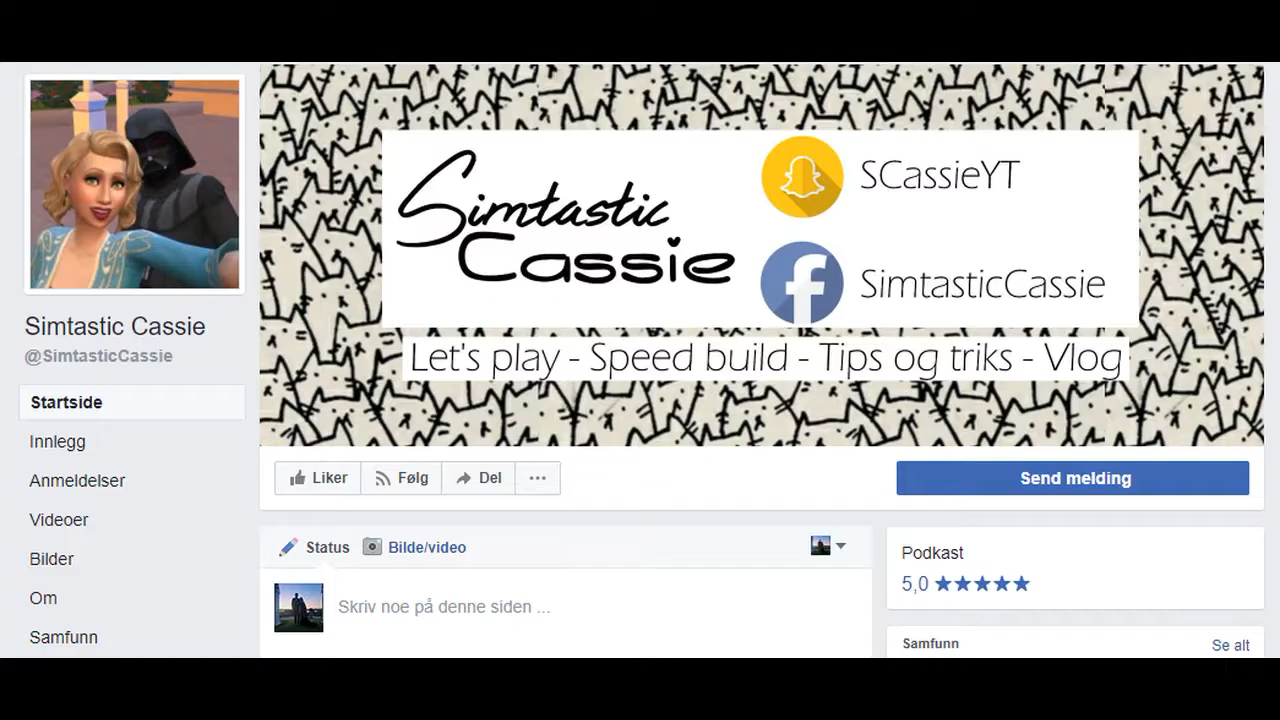 Simtastic
Cassie
SCassieYT
SimtasticCassie
Let's play - Speed build - Tips og triks - Vlog
Simtastic Cassie
@SimtasticCassie
Startside
Innlegg
Anmeldelser
Videoer
Bilder
Om
Samfunn
Liker Følg Del ...
Send melding
Status Bilde/video
Skriv noe på denne siden ...
Podkast
5,0 ★★★★★
Samfunn Se alt